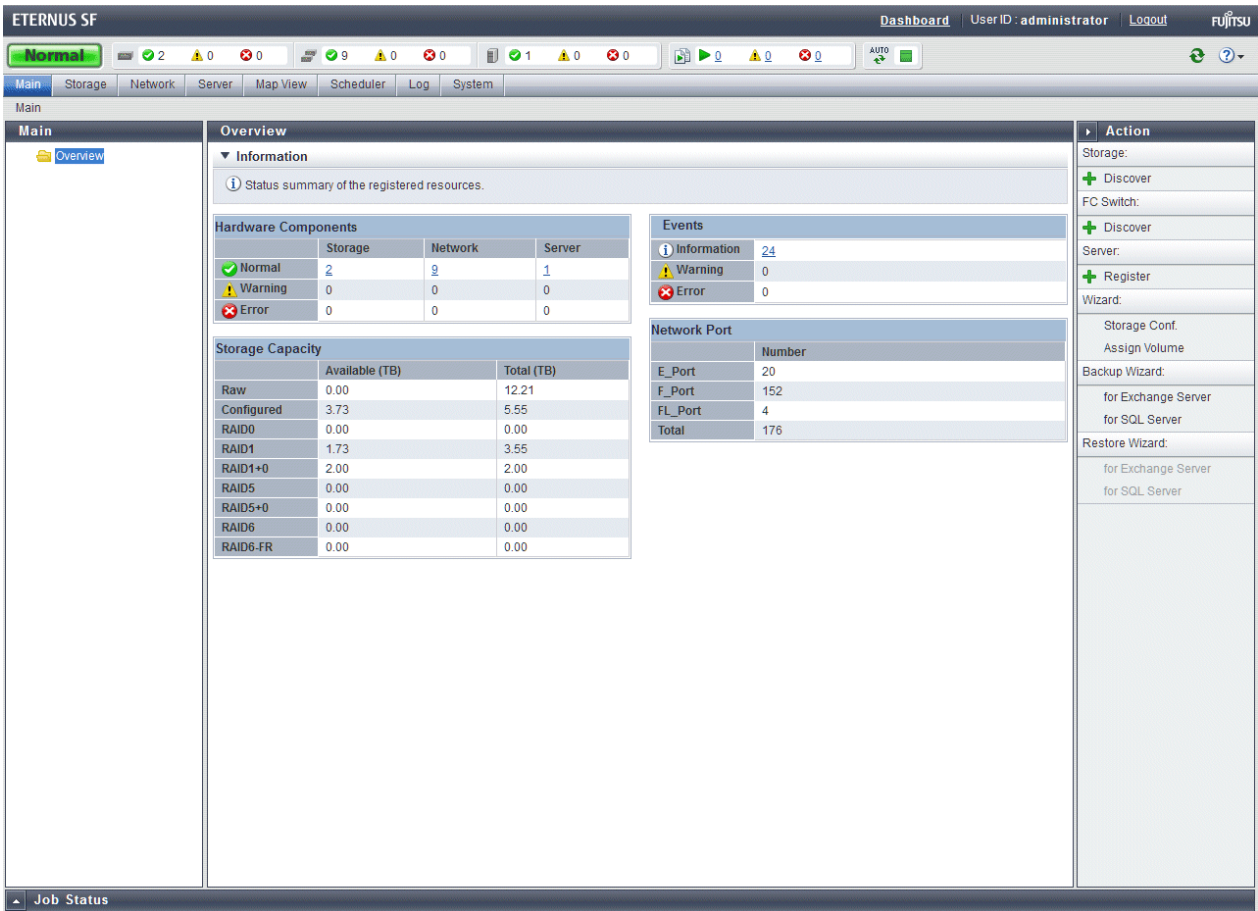 ETERNUS SF Dashboard User ID : administrator Logout FUJITSU
Normal 2 0 0 9 0 0 1 0 0 0 0 0 AUTO
Main Storage Network Server Map View Scheduler Log System
Main
Main
Overview
Overview
Information
Status summary of the registered resources.
Hardware Components
Storage Network Server
Normal 2 9 1
Warning 0 0 0
Error 0 0 0
Storage Capacity
Available (TB) Total (TB)
Raw 0.00 12.21
Configured 3.73 5.55
RAID0 0.00 0.00
RAID1 1.73 3.55
RAID1+0 2.00 2.00
RAID5 0.00 0.00
RAID5+0 0.00 0.00
RAID6 0.00 0.00
RAID6-FR 0.00 0.00
Events
Information 24
Warning 0
Error 0
Network Port
Number
E_Port 20
F_Port 152
FL_Port 4
Total 176
Action
Storage:
Discover
FC Switch:
Discover
Server:
Register
Wizard:
Storage Conf.
Assign Volume
Backup Wizard:
for Exchange Server
for SQL Server
Restore Wizard:
for Exchange Server
for SQL Server
Job Status